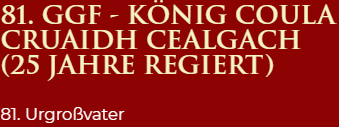 81. GGF - KÖNIG COULA
CRUAIDH CEALGACH
(25 JAHRE REGIERT)
81. Urgroßvater